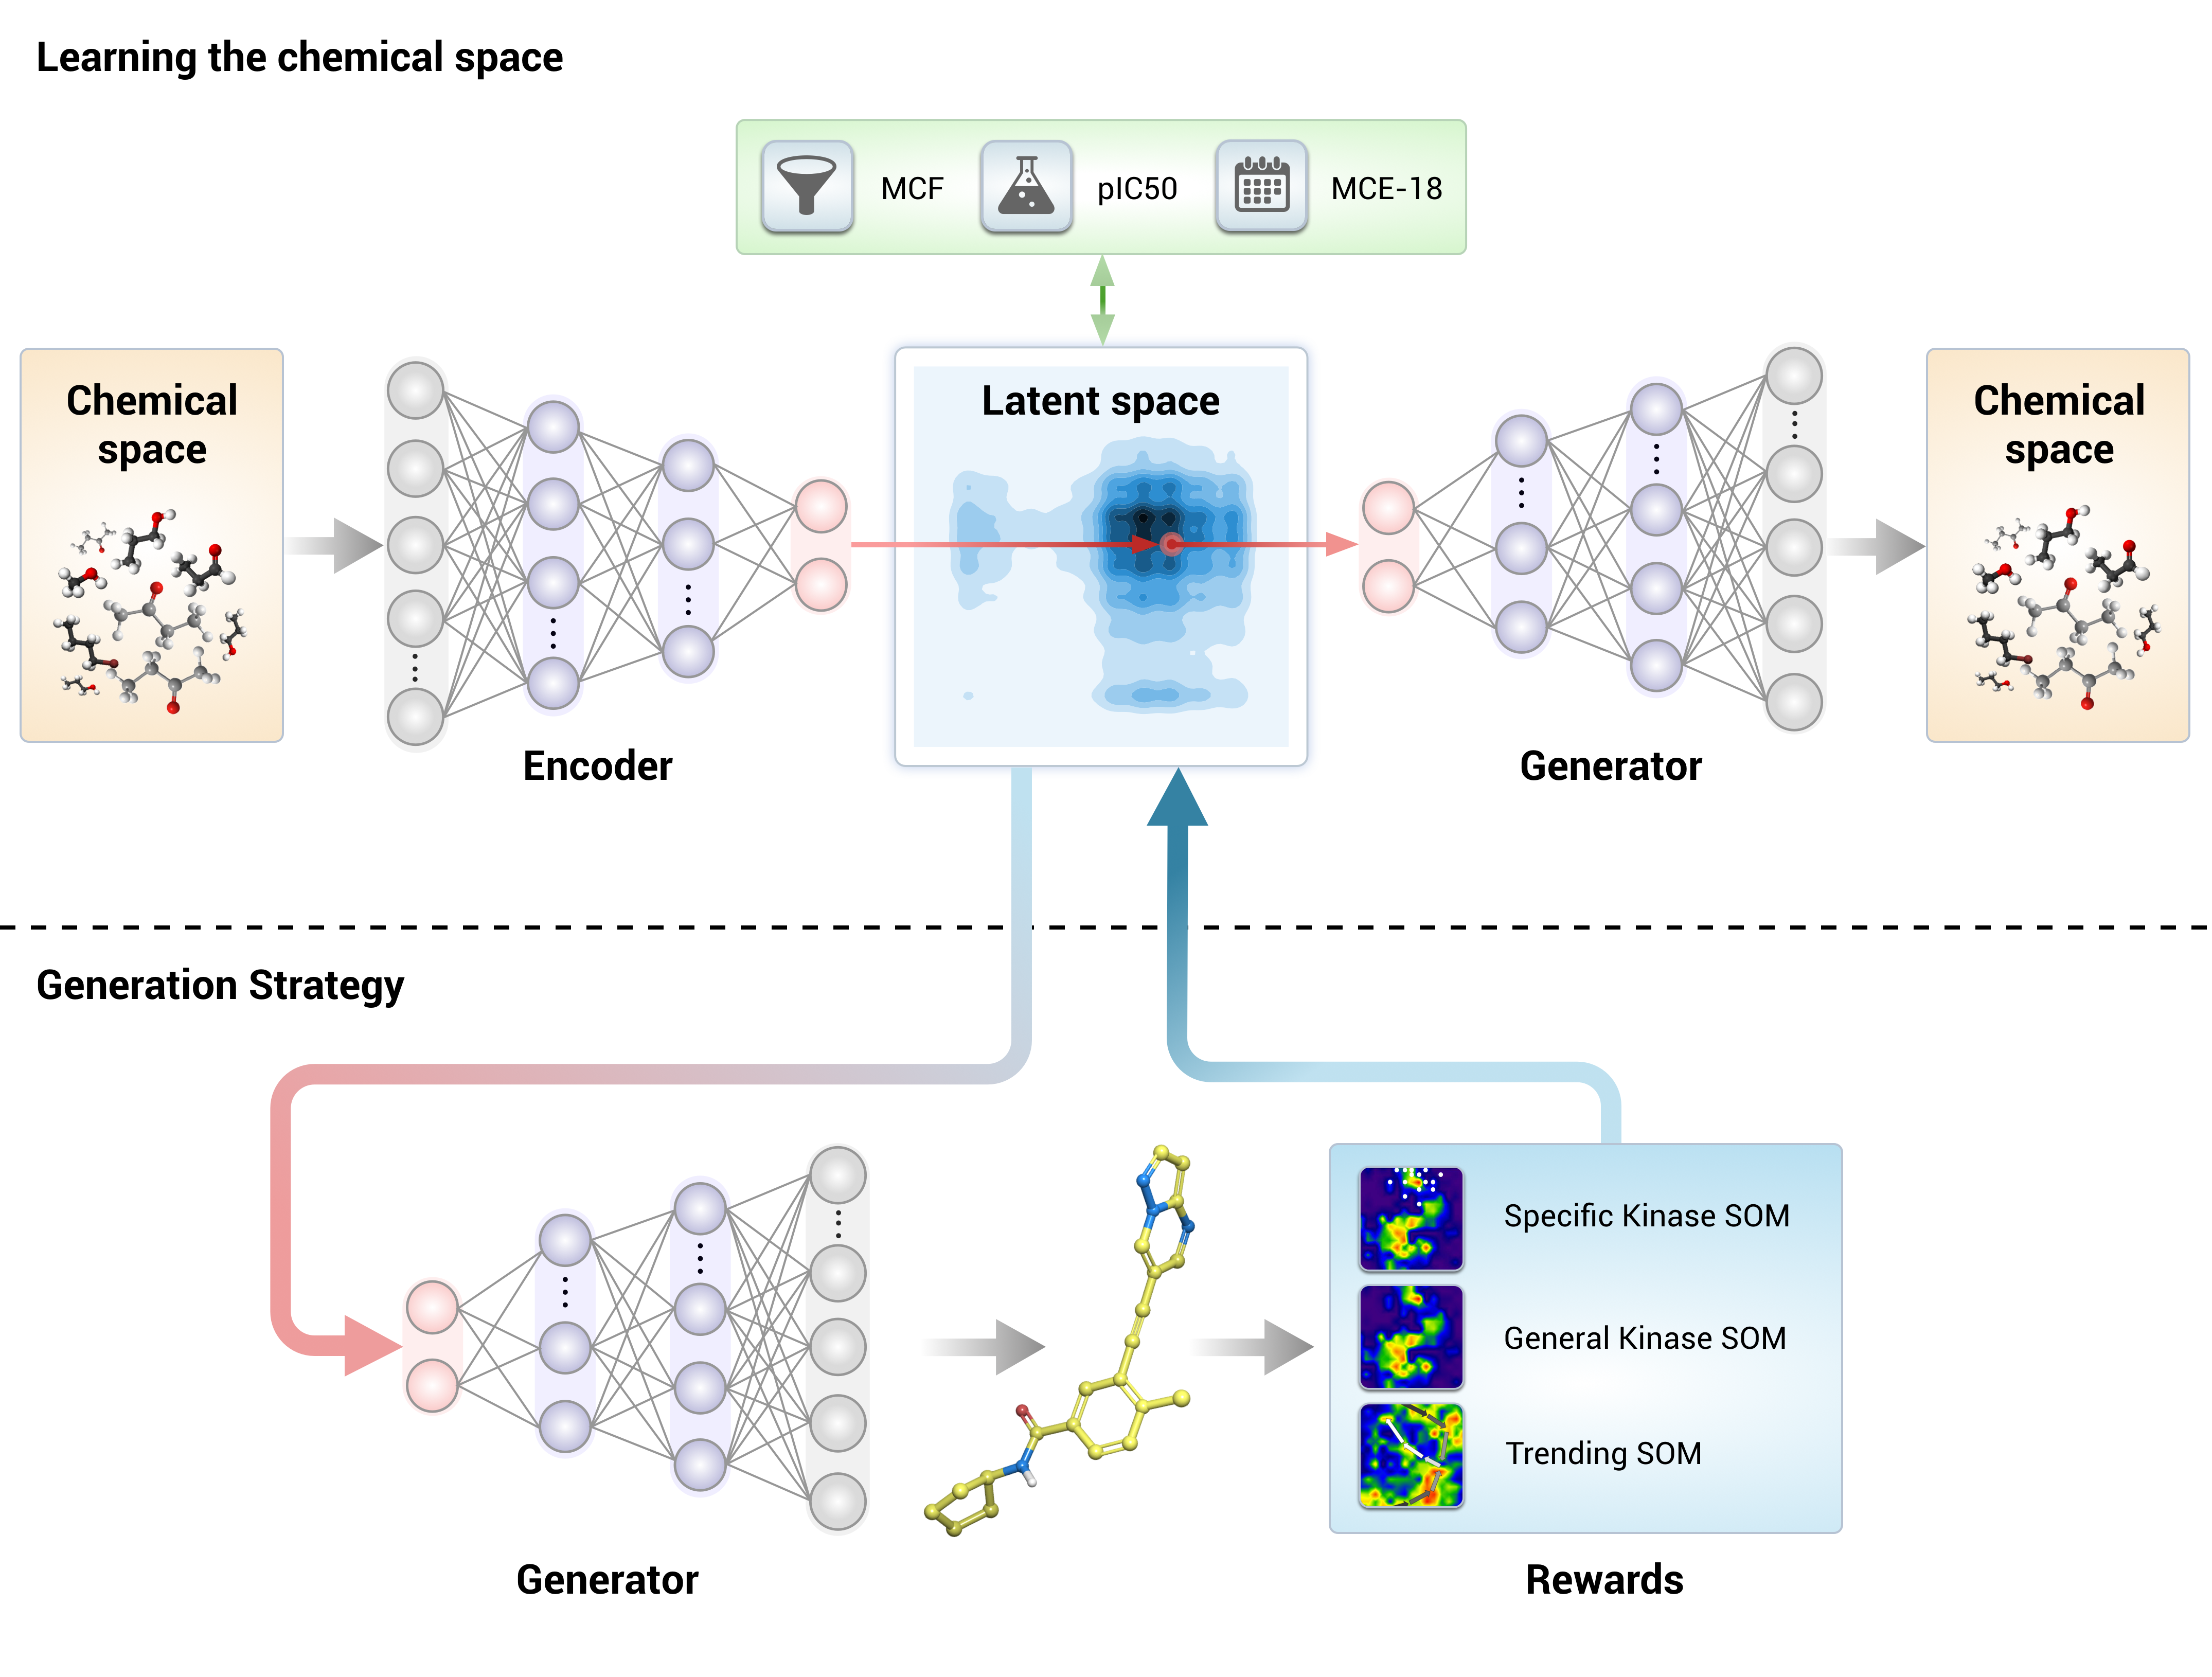 Learning the chemical space
MCF
pIC50
MCE-18
Chemical
space
Latent space
Chemical
space
Encoder
Generator
Generation Strategy
Specific Kinase SOM
General Kinase SOM
Trending SOM
Generator
Rewards